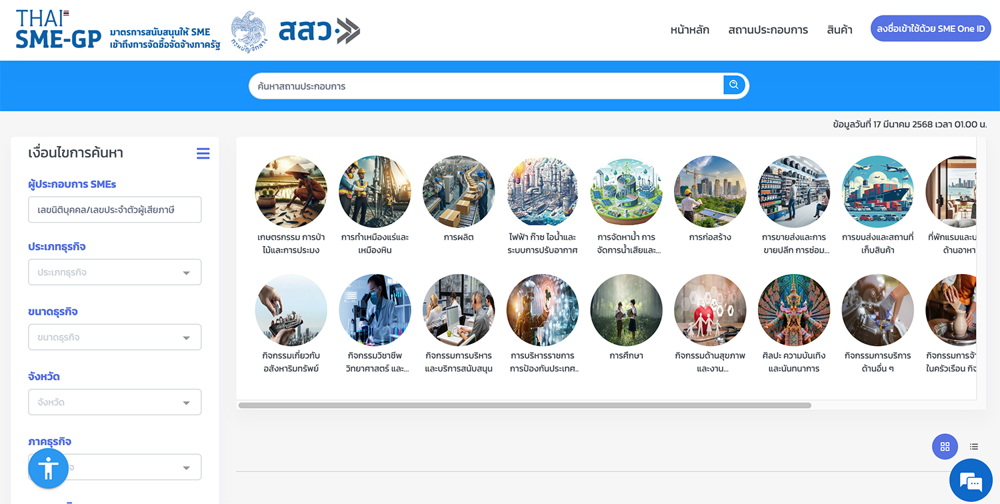 THAI
SME-GP
มาตรการสนับสนุนให้ SME
เข้าถึงการจัดซื้อจัดจ้างภาครัฐ
กรมบัญชีกลาง
สสว
หน้าหลัก
สถานประกอบการ
สินค้า
ลงชื่อเข้าใช้ด้วย SME One ID
ค้นหาสถานประกอบการ
ข้อมูลวันที่ 17 มีนาคม 2568 เวลา 01.00 น.
เงื่อนไขการค้นหา
ผู้ประกอบการ SMEs
เลขนิติบุคคล/เลขประจำตัวผู้เสียภาษี
ประเภทธุรกิจ
ประเภทธุรกิจ
ขนาดธุรกิจ
ขนาดธุรกิจ
จังหวัด
จังหวัด
ภาคธุรกิจ
เกษตรกรรม การป่า
ไม้และการประมง
การทำเหมืองแร่และ
เหมืองหิน
การผลิต
ไฟฟ้า ก๊าซ ไอน้ำและ
ระบบการปรับอากาศ
การจัดหาน้ำ การ
จัดการน้ำเสียและ...
การก่อสร้าง
การขายส่งและการ
ขายปลีก การซ่อม...
การขนส่งและสถานที่
เก็บสินค้า
ที่พักแรมและบ
ด้านอาหา
กิจกรรมเกี่ยวกับ
อสังหาริมทรัพย์
กิจกรรมวิชาชีพ
วิทยาศาสตร์ และ...
กิจกรรมการบริหาร
และบริการสนับสนุน
การบริหารราชการ
การป้องกันประเทศ..
การศึกษา
กิจกรรมด้านสุขภาพ
และงาน...
ศิลปะ ความบันเทิง
และนันทนาการ
กิจกรรมการบริการ
ด้านอื่น ๆ
กิจกรรมการจ้า
ในครัวเรือน กิจ